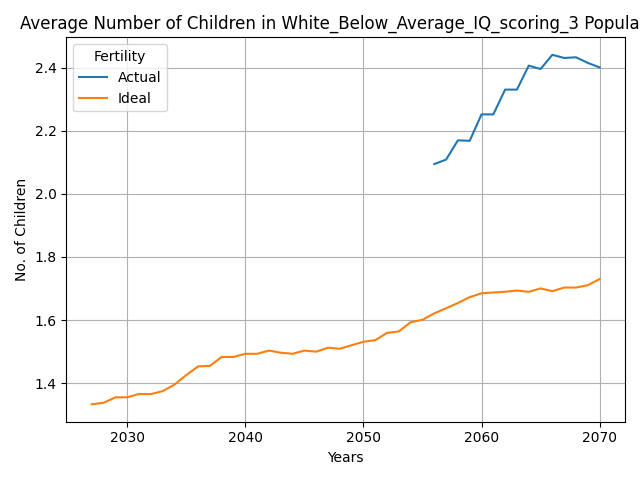 Average Number of Children in White_Below_Average_IQ_scoring_3 Popula
Fertility
Actual
Ideal
No. of Children
2.4
2.2
2.0
1.8
1.6
1.4
2030 2040 2050 2060 2070
Years